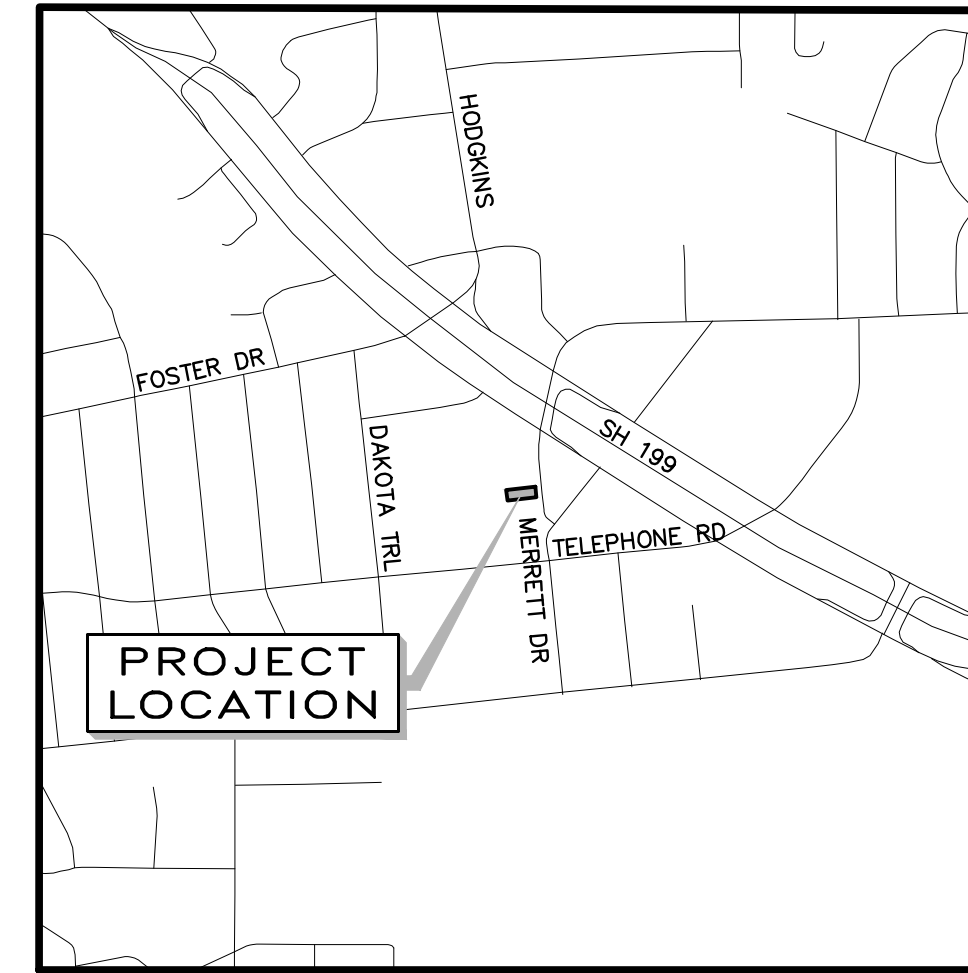 HODGKINS
FOSTER DR
SH 199
DAKOTA TRL
TELEPHONE RD
MERRETT DR
PROJECT
LOCATION